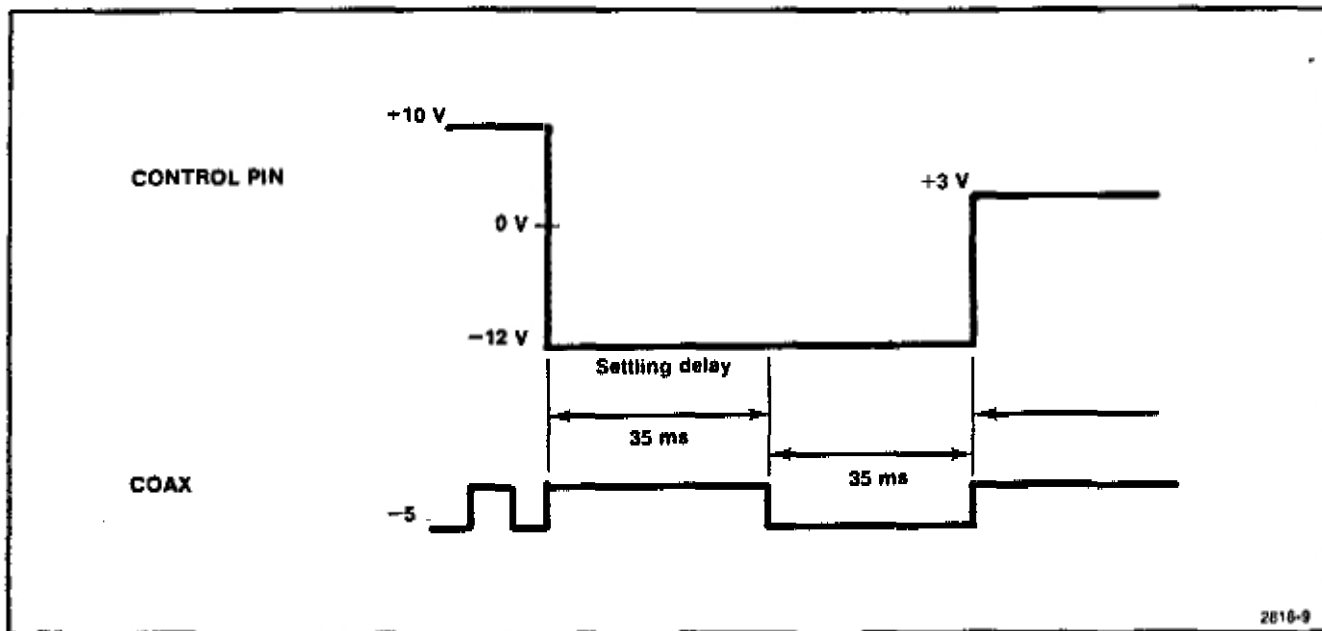 +10 V
CONTROL PIN
+3 V
0 V
−12 V
Settling delay
35 ms
35 ms
COAX
−5
2816-9